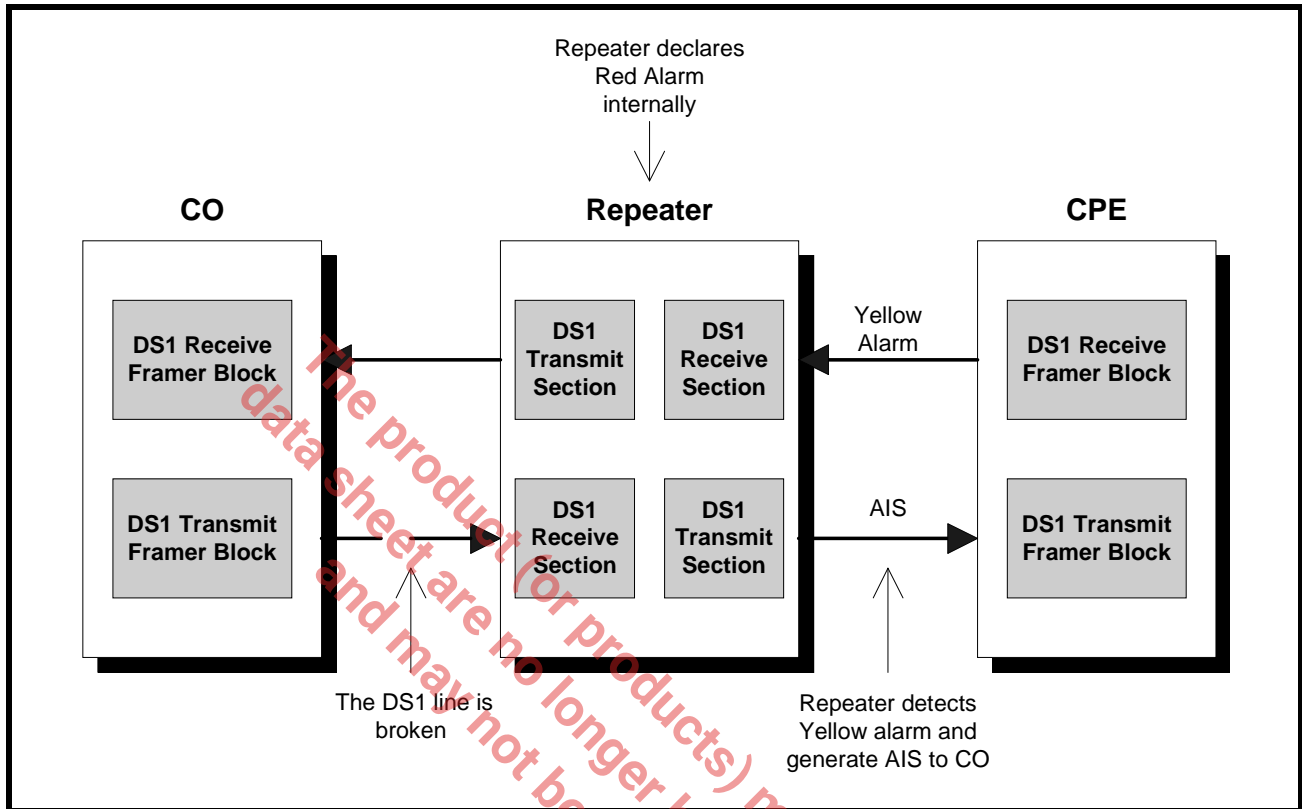 Repeater declares
Red Alarm
internally
CO
Repeater
CPE
DS1 Receive
Framer Block
DS1
Transmit
Section
DS1
Receive
Section
Yellow
Alarm
DS1 Receive
Framer Block
DS1 Transmit
Framer Block
DS1
Receive
Section
DS1
Transmit
Section
AIS
DS1 Transmit
Framer Block
The DS1 line is
broken
Repeater detects
Yellow alarm and
generate AIS to CO
The product (or products) m
data sheet are no longer
and may not be